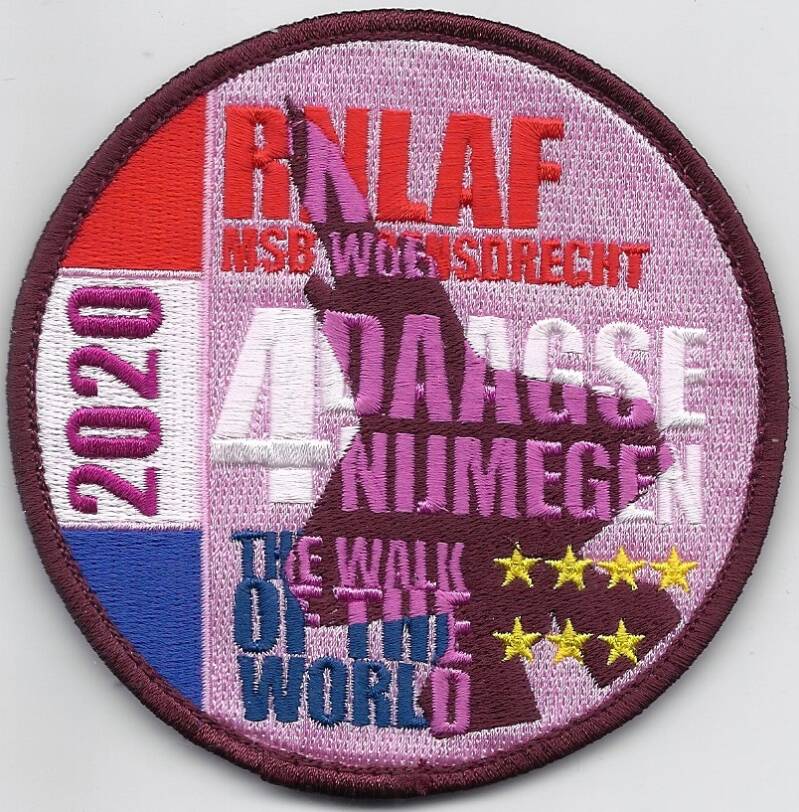 RNLAF
MSB WOENSDRECHT
2020
4DAAGSE
NIJMEGEN
THE WALK
OF THE
WORLD